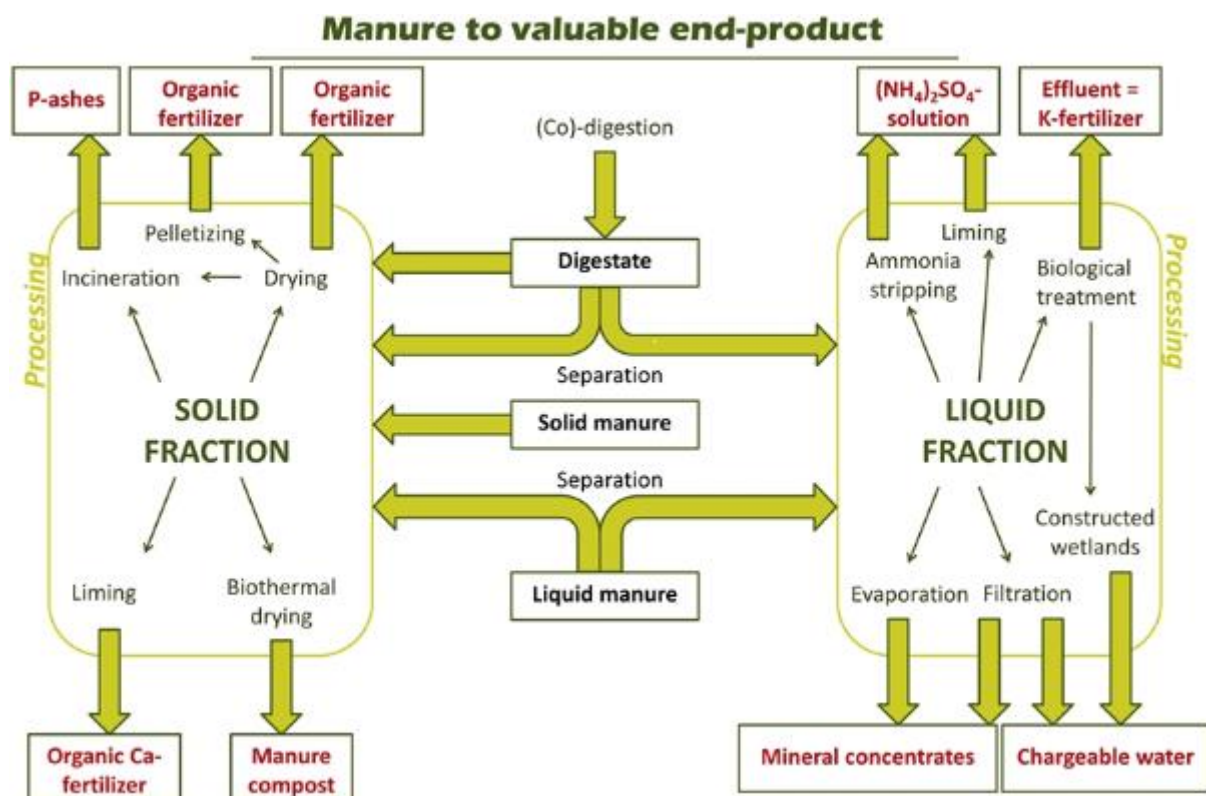 Manure to valuable end-product
P-ashes
Organic
fertilizer
Organic
fertilizer
(Co)-digestion
(NH₄)₂SO₄-
solution
Effluent =
K-fertilizer
Processing
Pelletizing
Incineration
Drying
SOLID
FRACTION
Liming
Biothermal
drying
Organic Ca-
fertilizer
Manure
compost
Digestate
Separation
Solid manure
Separation
Liquid manure
Liming
Ammonia
stripping
Biological
treatment
Processing
LIQUID
FRACTION
Constructed
wetlands
Evaporation
Filtration
Mineral concentrates
Chargeable water